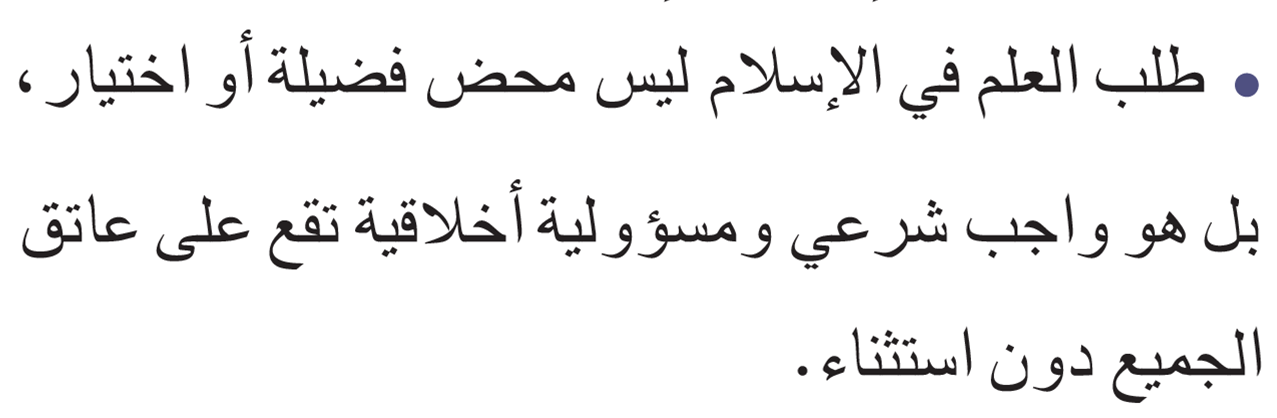 • طلب العلم في الإسلام ليس محض فضيلة أو اختيار ،
بل هو واجب شرعي ومسؤولية أخلاقية تقع على عاتق
الجميع دون استثناء .